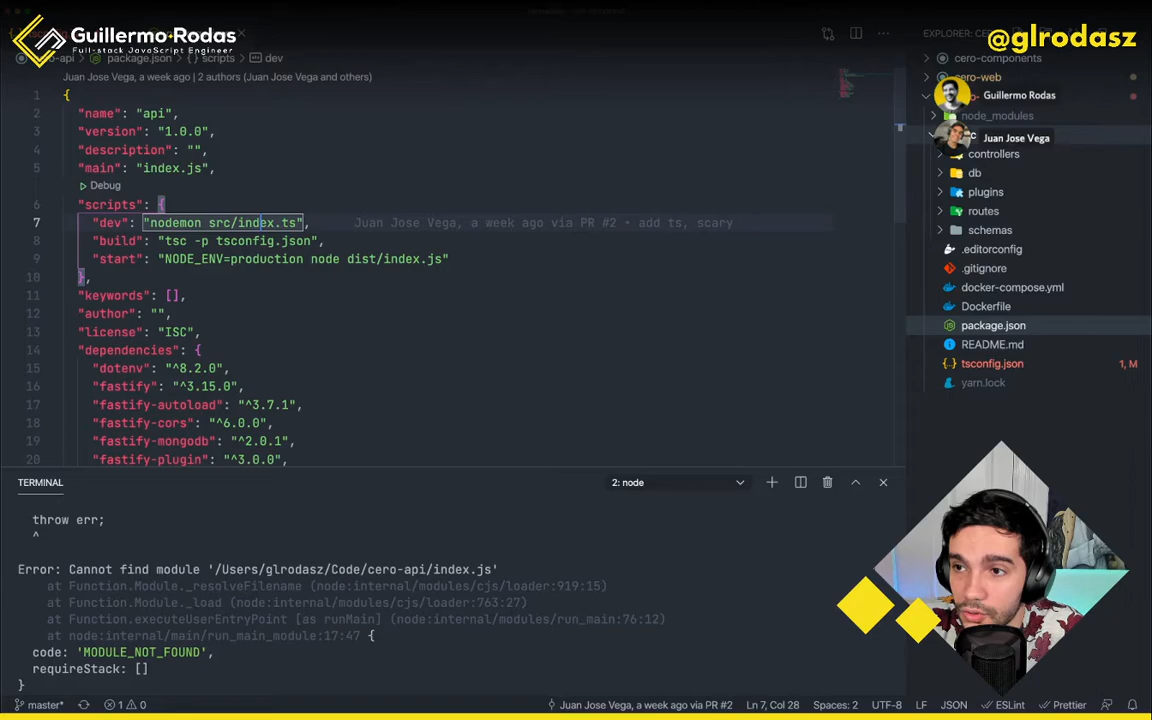 Guillermo Rodas
Full-stack JavaScript Engineer
@glrodasz
EXPLORER: CE
-api > package.json > {} scripts > dev
Juan Jose Vega, a week ago | 2 authors (Juan Jose Vega and others)
1 {
2 "name": "api",
3 "version": "1.0.0",
4 "description": "",
5 "main": "index.js",
Debug
6 "scripts": {
7 "dev": "nodemon src/index.ts", Juan Jose Vega, a week ago via PR #2 • add ts, scary
8 "build": "tsc -p tsconfig.json",
9 "start": "NODE_ENV=production node dist/index.js"
10 },
11 "keywords": [],
12 "author": "",
13 "license": "ISC",
14 "dependencies": {
15 "dotenv": "^8.2.0",
16 "fastify": "^3.15.0",
17 "fastify-autoload": "^3.7.1",
18 "fastify-cors": "^6.0.0",
19 "fastify-mongodb": "^2.0.1",
20 "fastify-plugin": "^3.0.0",
cero-components
cero-web
Guillermo Rodas
node_modules
Juan Jose Vega
controllers
db
plugins
routes
schemas
.editorconfig
.gitignore
docker-compose.yml
Dockerfile
package.json
README.md
tsconfig.json 1, M
yarn.lock
TERMINAL
2: node
throw err;
^
Error: Cannot find module '/Users/glrodasz/Code/cero-api/index.js'
at Function.Module._resolveFilename (node:internal/modules/cjs/loader:919:15)
at Function.Module._load (node:internal/modules/cjs/loader:763:27)
at Function.executeUserEntryPoint [as runMain] (node:internal/modules/run_main:76:12)
at node:internal/main/run_main_module:17:47 {
code: 'MODULE_NOT_FOUND',
requireStack: []
}
master* 1 0 Juan Jose Vega, a week ago via PR #2 Ln 7, Col 28 Spaces: 2 UTF-8 LF JSON ESLint Prettier